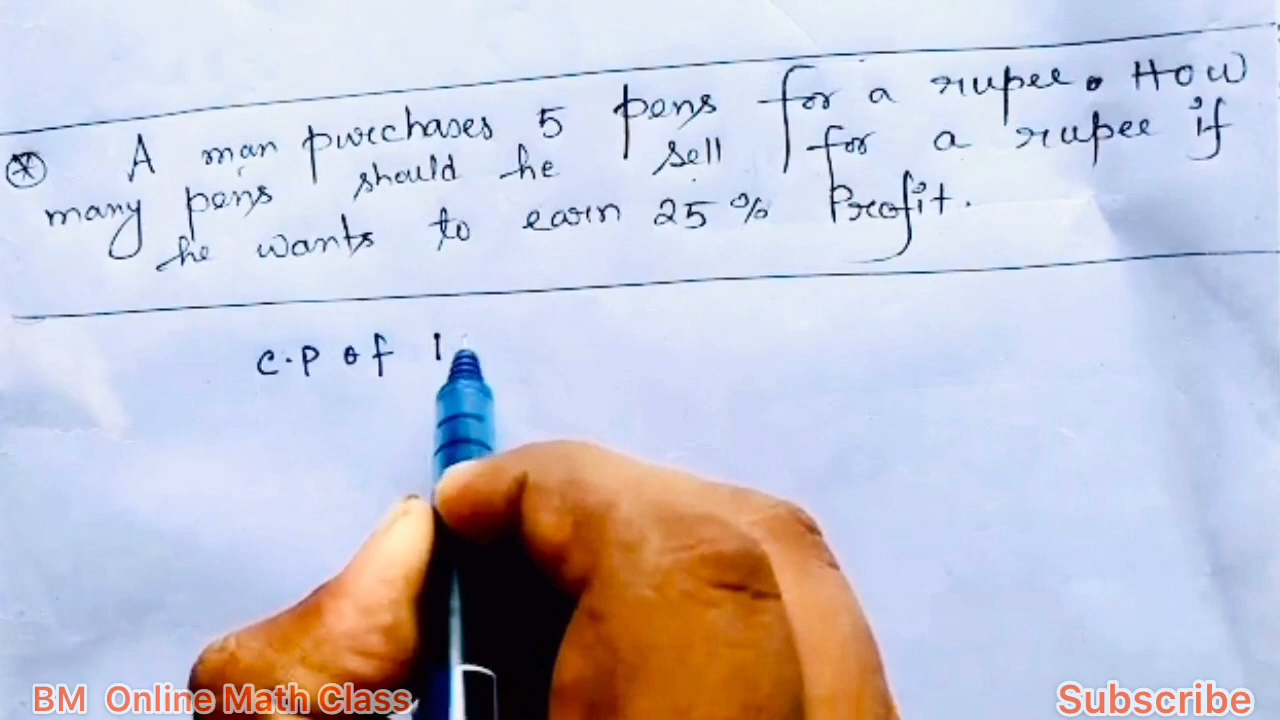 A man purchases 5 pens for a rupee. How
many pens should he sell for a rupee if
he wants to earn 25% Profit.
C.P of 1
BM Online Math Class
Subscribe